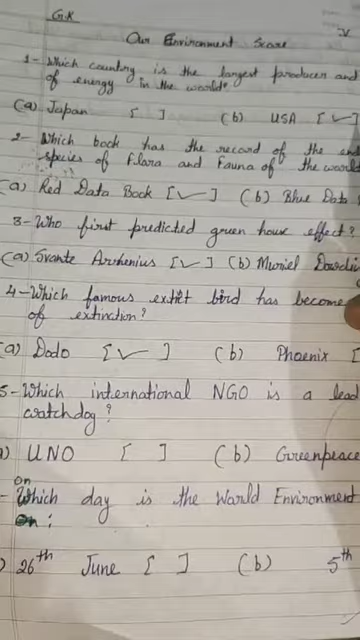 G.K
V
Our Environment Score
1- Which country is the largest producer and
of energy in the world?
(a) Japan [ ] (b) USA [✓]
2- Which book has the record of the
species of Flara and Fauna of the world
(a) Red Data Book [✓] (b) Blue Data
3- Who first predicted green house effect?
(a) Svante Arrhenius [✓] (b) Muriel
4- Which famous bird has become
of extinction?
(a) Dodo [✓] (b) Phoenix [
5- Which international NGO is a lead
watchdog?
) UNO [ ] (b) Greenpeace
on
- Which day is the World Environment
on:
) 26th June [ ] (b) 5th